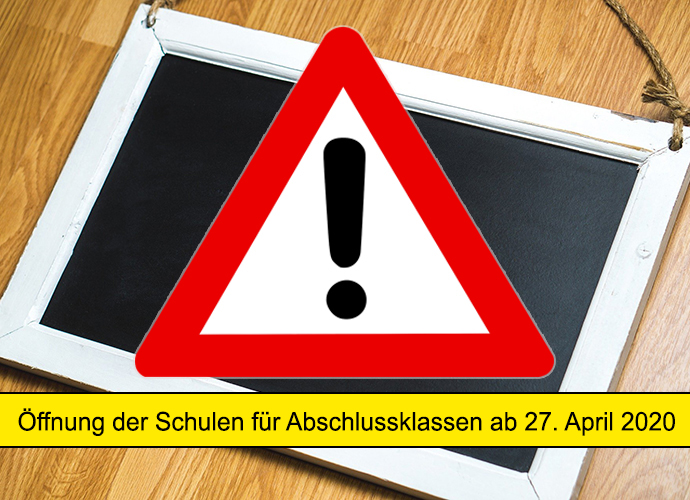 Öffnung der Schulen für Abschlussklassen ab 27. April 2020